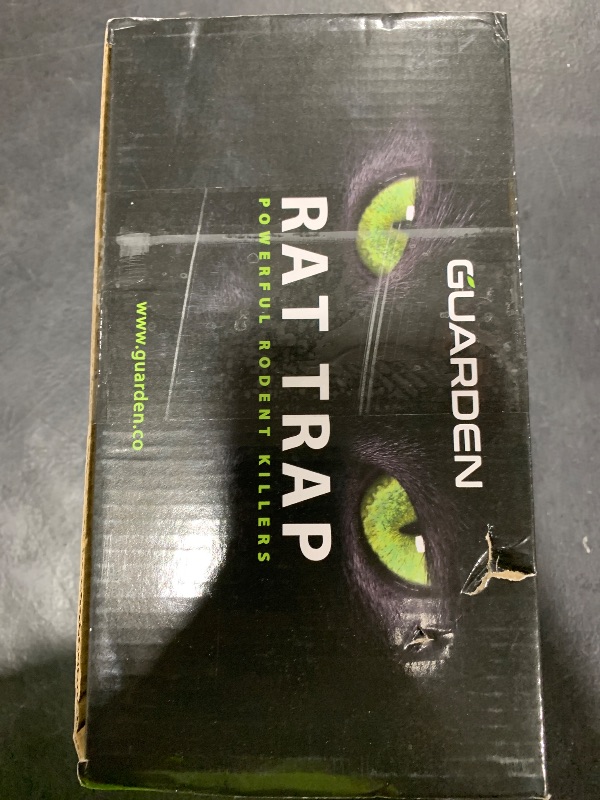 GUARDEN
RAT TRAP
POWERFUL RODENT KILLERS
www.guarden.co